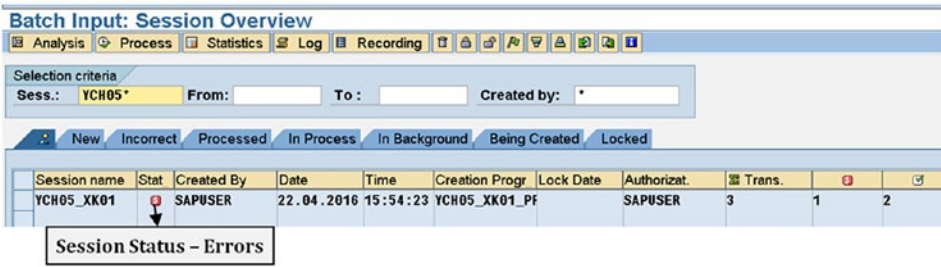 Batch Input: Session Overview
Analysis Process Statistics Log Recording
Selection criteria
Sess.: YCH05* From: To : Created by: *
New Incorrect Processed In Process In Background Being Created Locked
Session name Stat Created By Date Time Creation Progr Lock Date Authorizat. Trans.
YCH05_XK01 SAPUSER 22.04.2016 15:54:23 YCH05_XK01_PR SAPUSER 3 1 2
Session Status – Errors